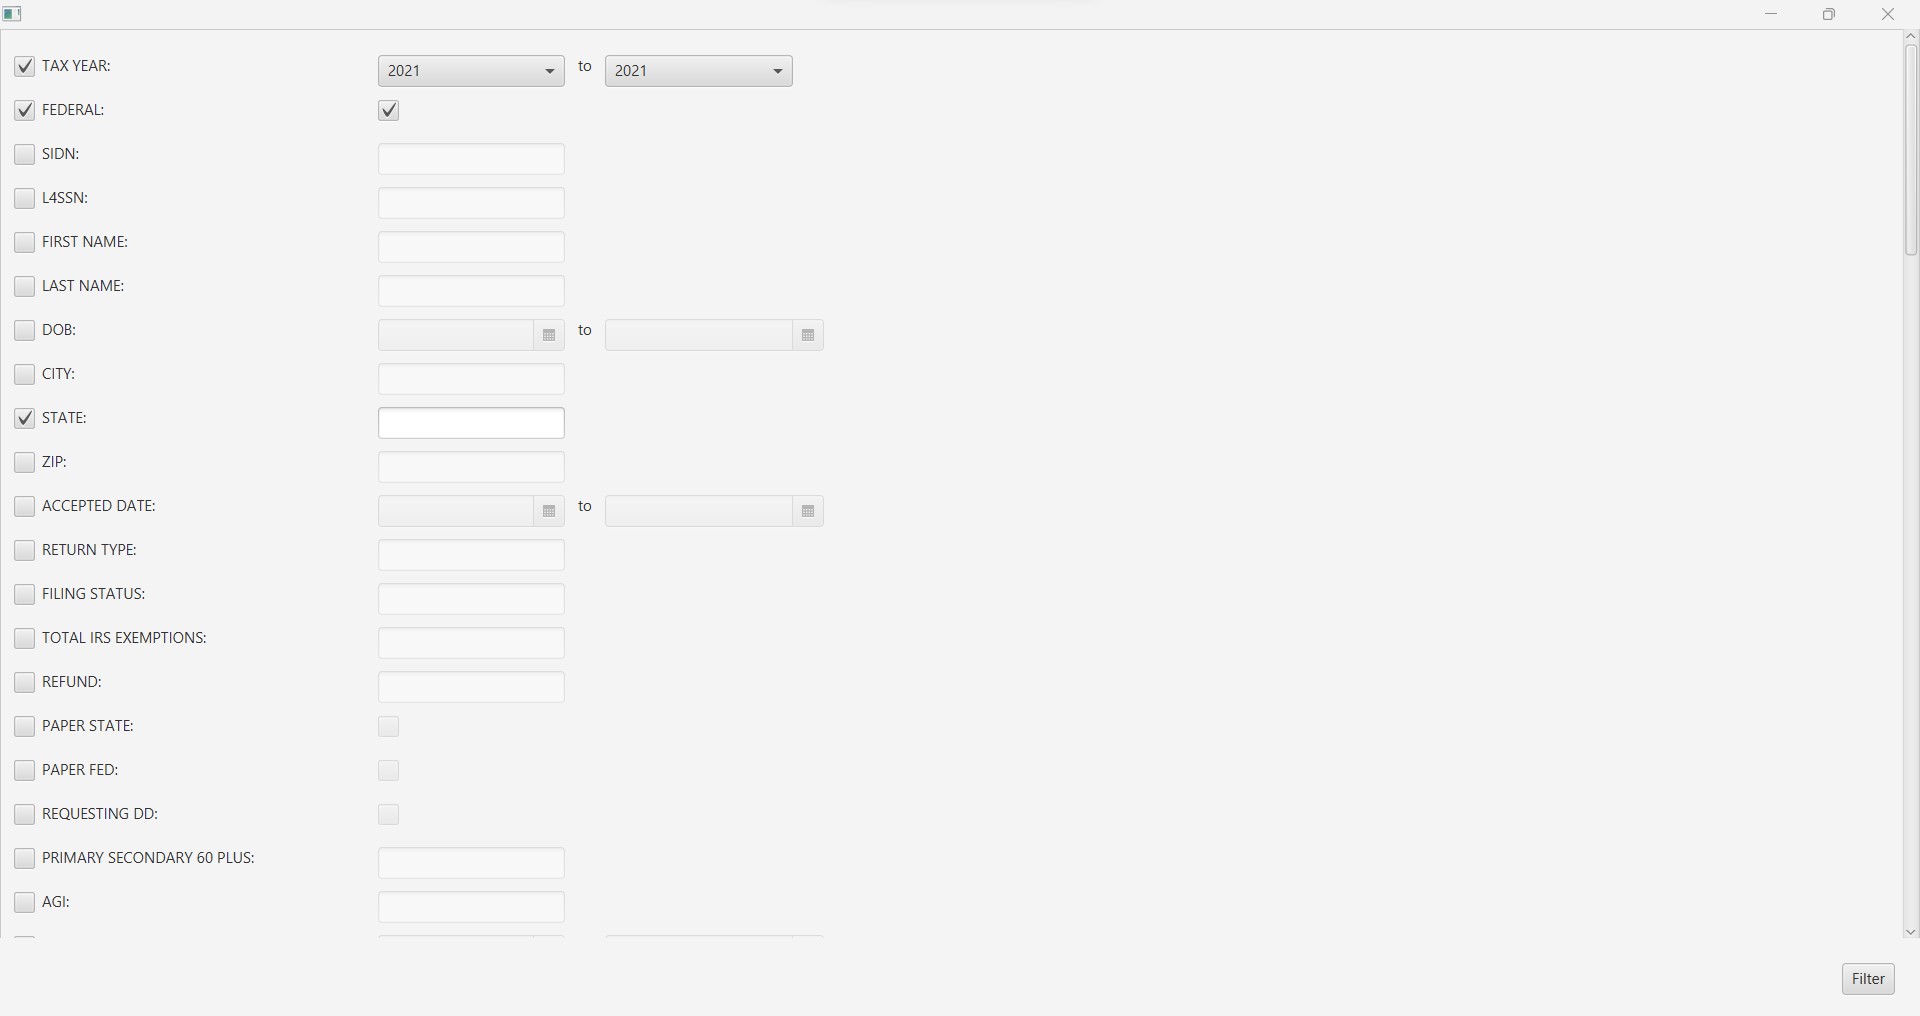 TAX YEAR: 2021 to 2021
FEDERAL:
SIDN:
L4SSN:
FIRST NAME:
LAST NAME:
DOB: to
CITY:
STATE:
ZIP:
ACCEPTED DATE: to
RETURN TYPE:
FILING STATUS:
TOTAL IRS EXEMPTIONS:
REFUND:
PAPER STATE:
PAPER FED:
REQUESTING DD:
PRIMARY SECONDARY 60 PLUS:
AGI:
Filter